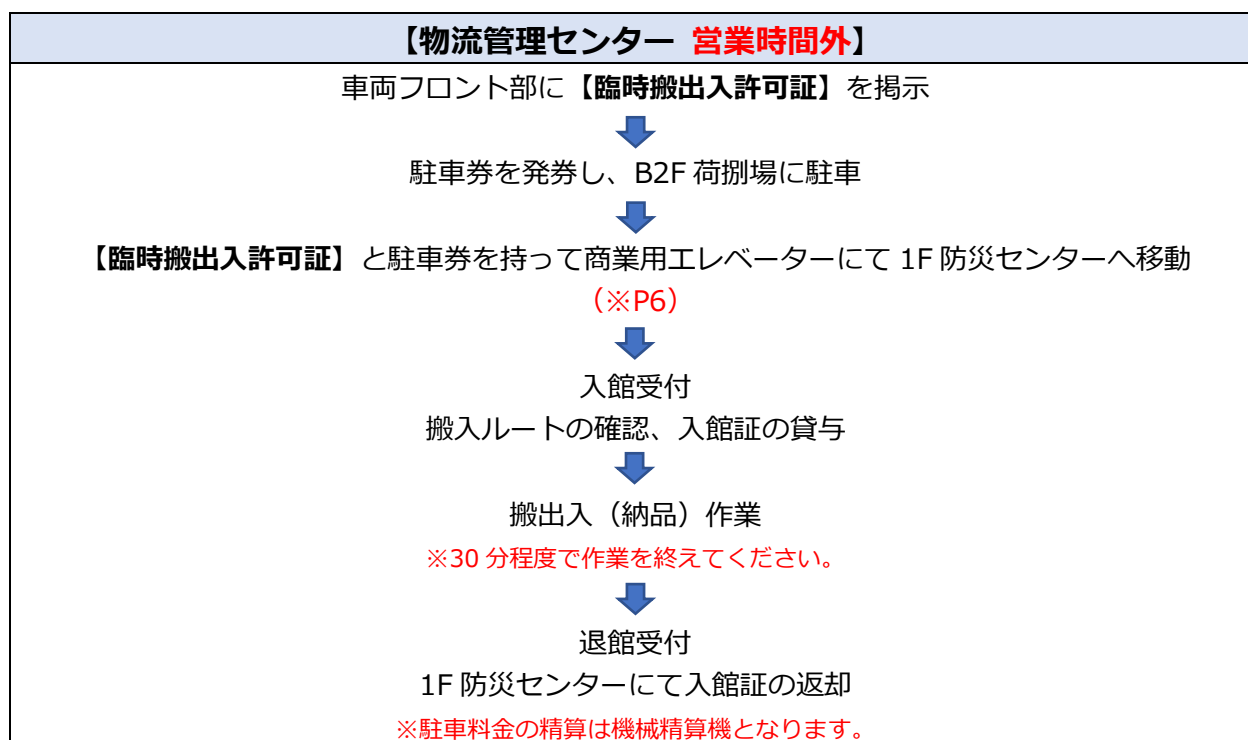 【物流管理センター 営業時間外】
車両フロント部に【臨時搬出入許可証】を掲示
駐車券を発券し、B2F 荷捌場に駐車
【臨時搬出入許可証】と駐車券を持って商業用エレベーターにて 1F 防災センターへ移動
（※P6）
入館受付
搬入ルートの確認、入館証の貸与
搬出入（納品）作業
※30 分程度で作業を終えてください。
退館受付
1F 防災センターにて入館証の返却
※駐車料金の精算は機械精算機となります。